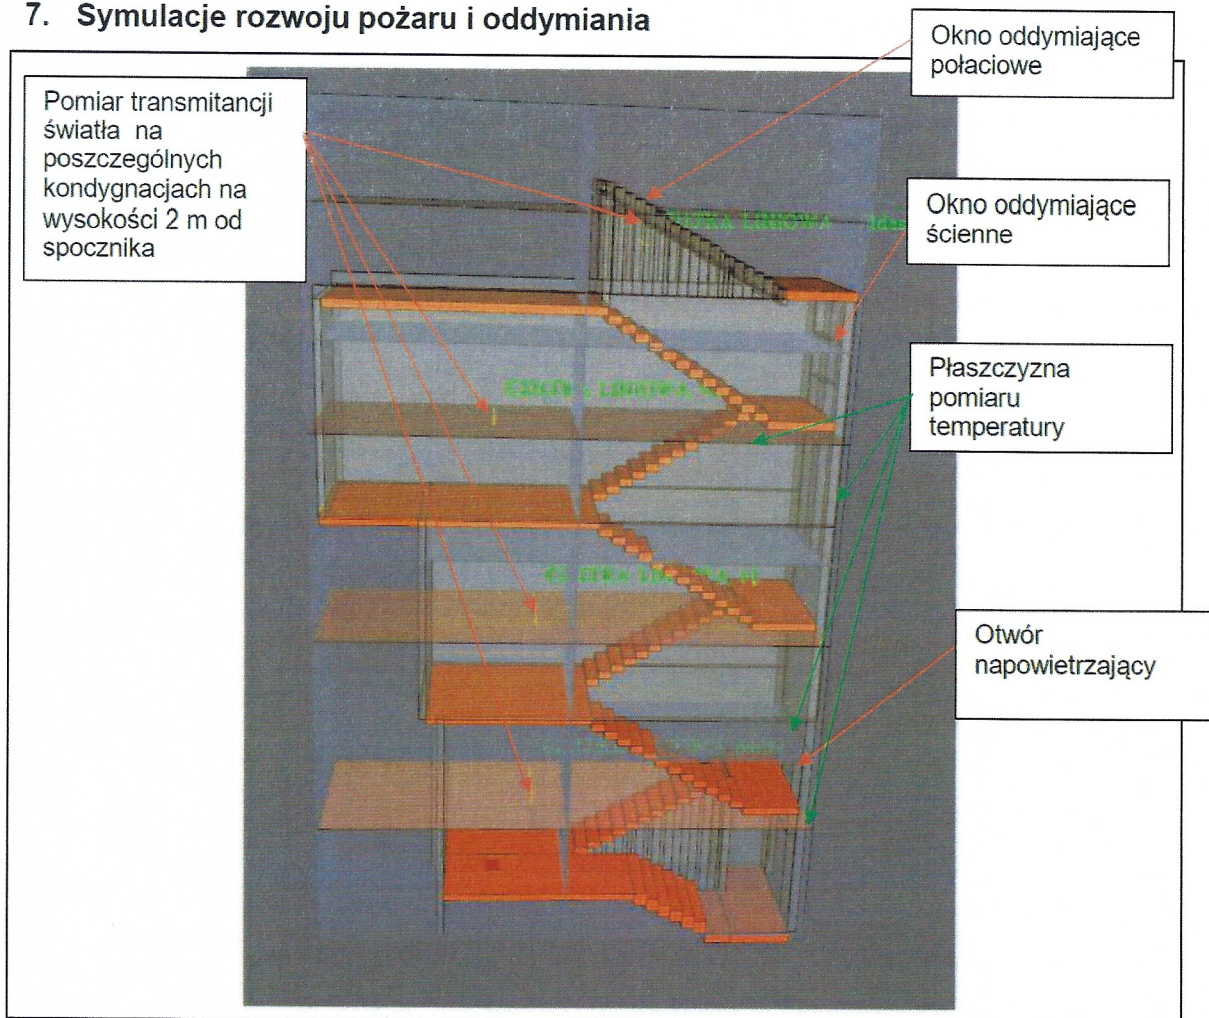 7. Symulacje rozwoju pożaru i oddymiania
Okno oddymiające
połaciowe
Pomiar transmitancji
światła na
poszczególnych
kondygnacjach na
wysokości 2 m od
spocznika
Okno oddymiające
ścienne
Płaszczyzna
pomiaru
temperatury
Otwór
napowietrzający